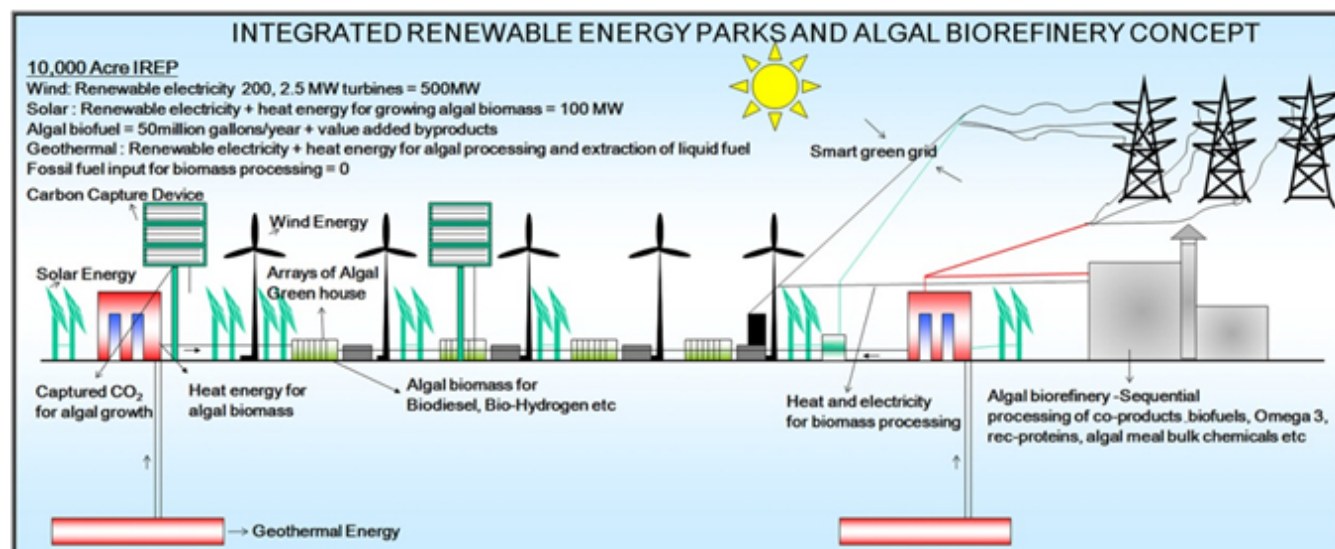 INTEGRATED RENEWABLE ENERGY PARKS AND ALGAL BIOREFINERY CONCEPT
10,000 Acre IREP
Wind: Renewable electricity 200, 2.5 MW turbines = 500MW
Solar : Renewable electricity + heat energy for growing algal biomass = 100 MW
Algal biofuel = 50million gallons/year + value added byproducts
Geothermal : Renewable electricity + heat energy for algal processing and extraction of liquid fuel
Fossil fuel input for biomass processing = 0
Carbon Capture Device
Smart green grid
Wind Energy
Solar Energy
Arrays of Algal
Green house
Captured CO₂
for algal growth
Heat energy for
algal biomass
Algal biomass for
Biodiesel, Bio-Hydrogen etc
Heat and electricity
for biomass processing
Algal biorefinery -Sequential
processing of co-products biofuels, Omega 3,
rec-proteins, algal meal bulk chemicals etc
Geothermal Energy